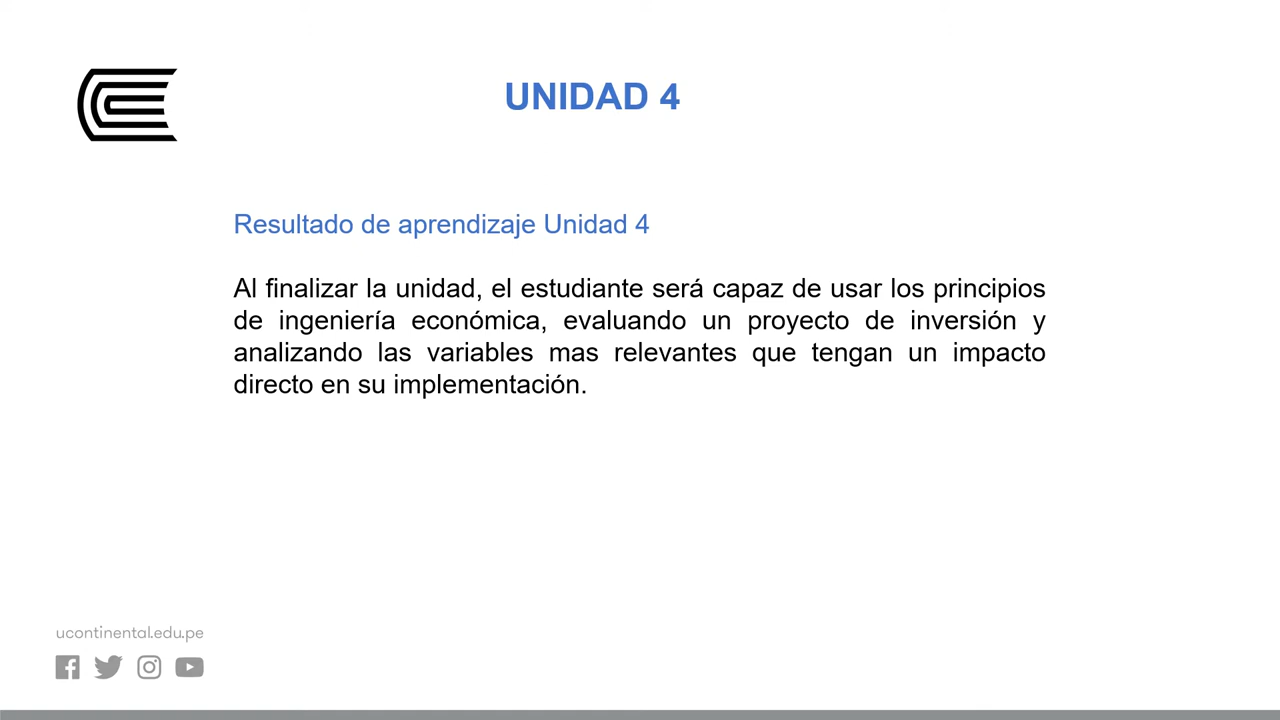 UNIDAD 4
Resultado de aprendizaje Unidad 4
Al finalizar la unidad, el estudiante será capaz de usar los principios
de ingeniería económica, evaluando un proyecto de inversión y
analizando las variables mas relevantes que tengan un impacto
directo en su implementación.
ucontinental.edu.pe